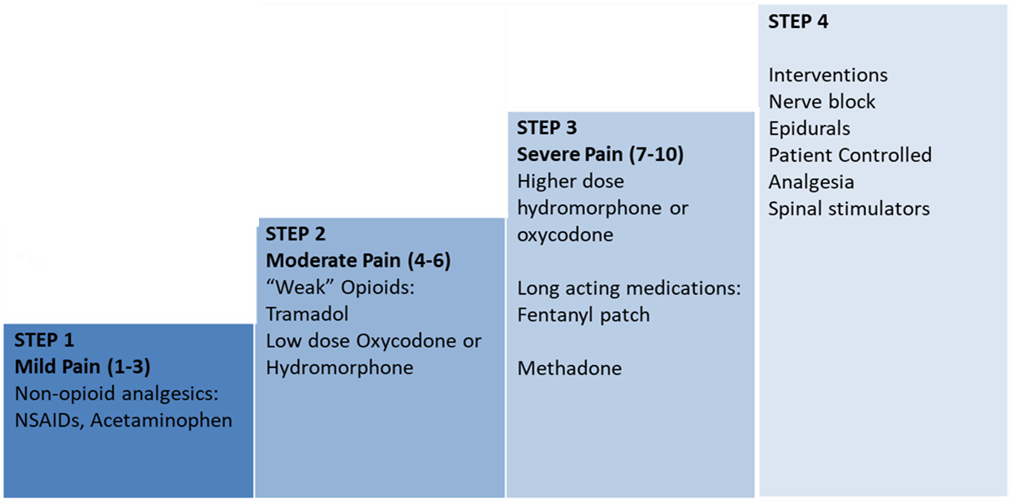 STEP 1
Mild Pain (1-3)
Non-opioid analgesics:
NSAIDs, Acetaminophen
STEP 2
Moderate Pain (4-6)
“Weak” Opioids:
Tramadol
Low dose Oxycodone or
Hydromorphone
STEP 3
Severe Pain (7-10)
Higher dose
hydromorphone or
oxycodone
Long acting medications:
Fentanyl patch
Methadone
STEP 4
Interventions
Nerve block
Epidurals
Patient Controlled
Analgesia
Spinal stimulators